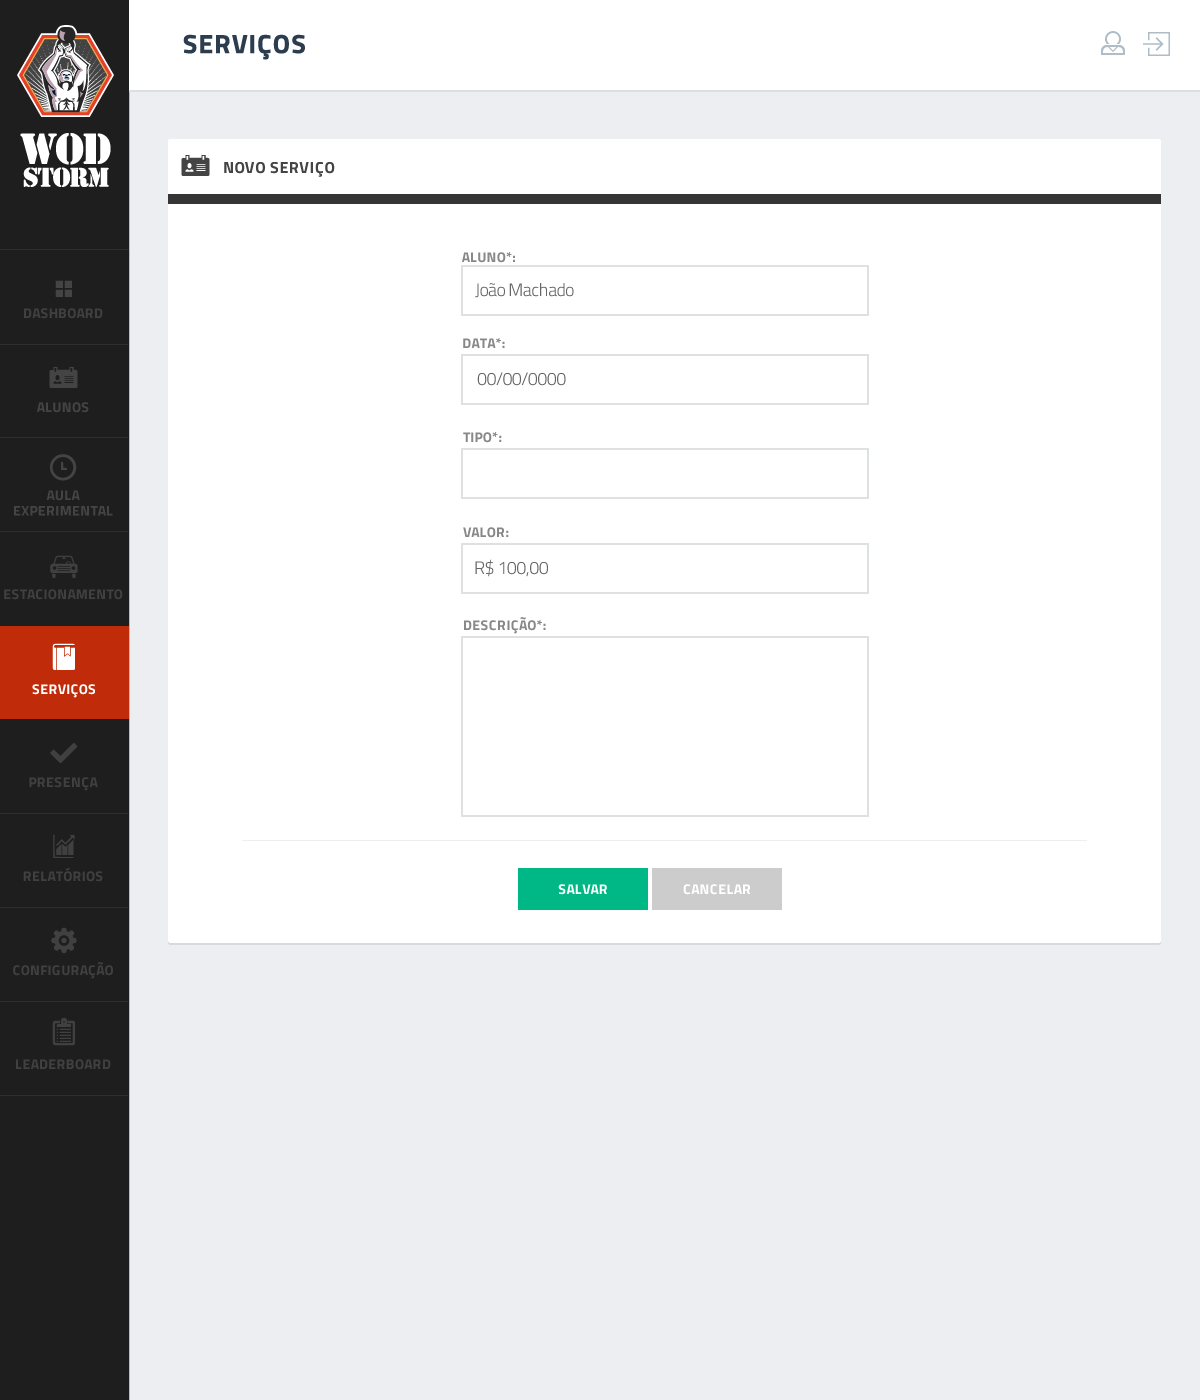 WOD
STORM
DASHBOARD
ALUNOS
AULA
EXPERIMENTAL
ESTACIONAMENTO
SERVIÇOS
PRESENÇA
RELATÓRIOS
CONFIGURAÇÃO
LEADERBOARD
SERVIÇOS
NOVO SERVIÇO
ALUNO*:
João Machado
DATA*:
00/00/0000
TIPO*:
VALOR:
R$ 100,00
DESCRIÇÃO*:
SALVAR
CANCELAR